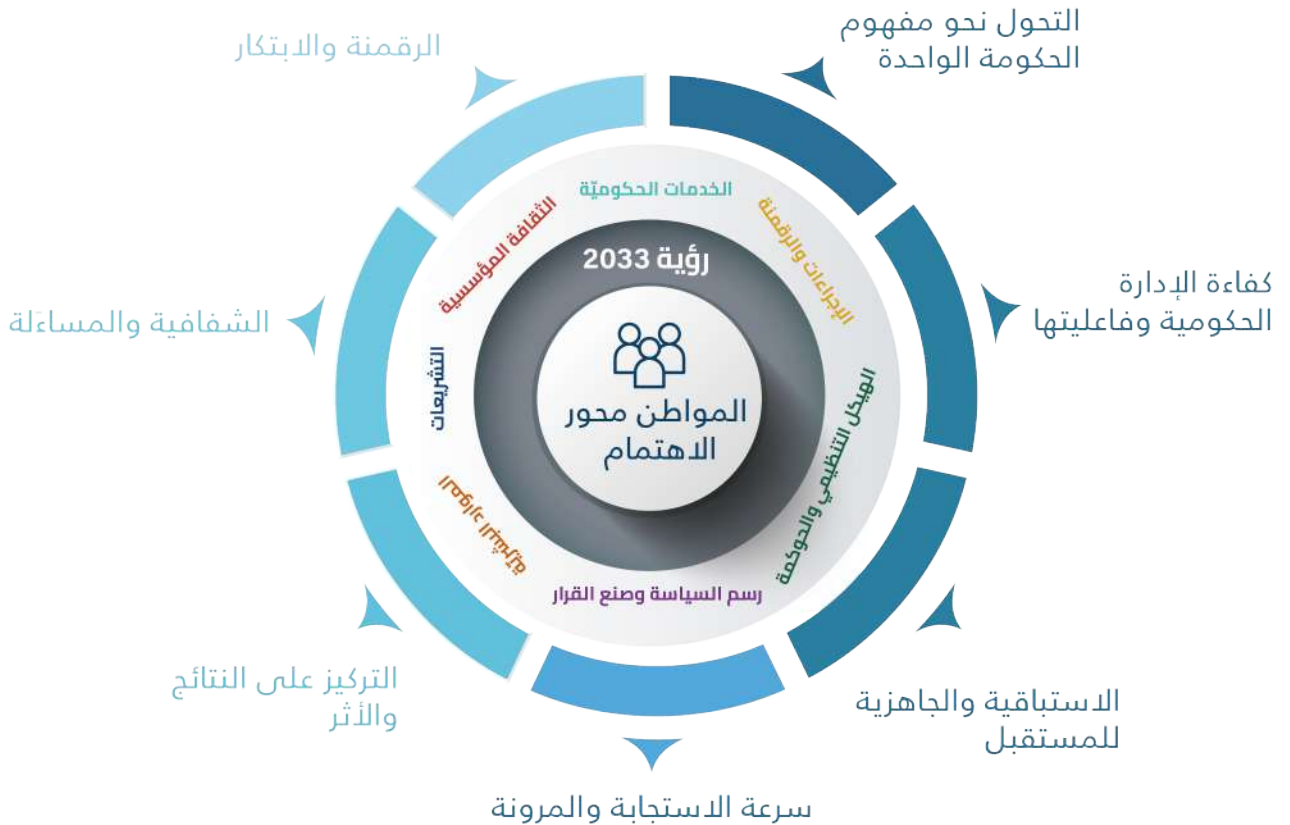 التحول نحو مفهوم
الحكومة الواحدة
الرقمنة والابتكار
كفاءة الإدارة
الحكومية وفاعليتها
الشفافية والمساءلة
الاستباقية والجاهزية
للمستقبل
التركيز على النتائج
والأثر
سرعة الاستجابة والمرونة
الخدمات الحكوميّة
الإجراءات والرقمنة
الهيكل التنظيمي والحوكمة
رسم السياسة وصنع القرار
الموارد البشريّة
التشريعات
الثقافة المؤسسية
رؤية 2033
المواطن محور
الاهتمام